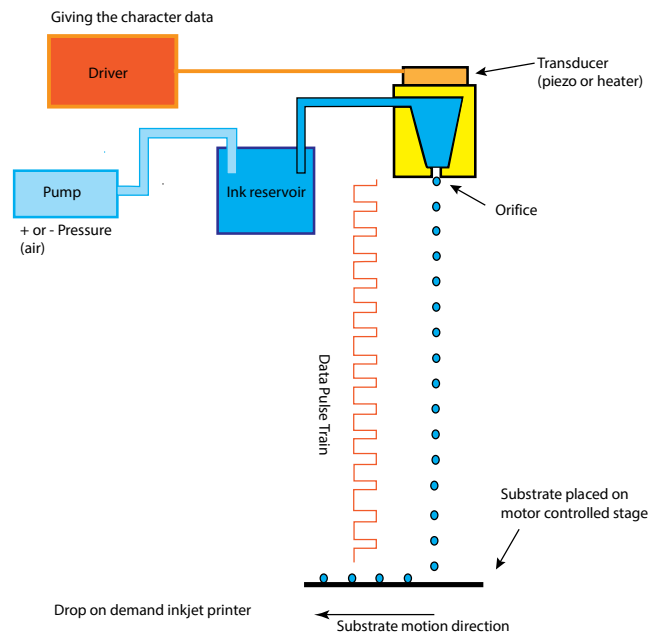 Giving the character data
Driver
Transducer
(piezo or heater)
Pump
Ink reservoir
Orifice
+ or - Pressure
(air)
Data Pulse Train
Substrate placed on
motor controlled stage
Drop on demand inkjet printer
Substrate motion direction